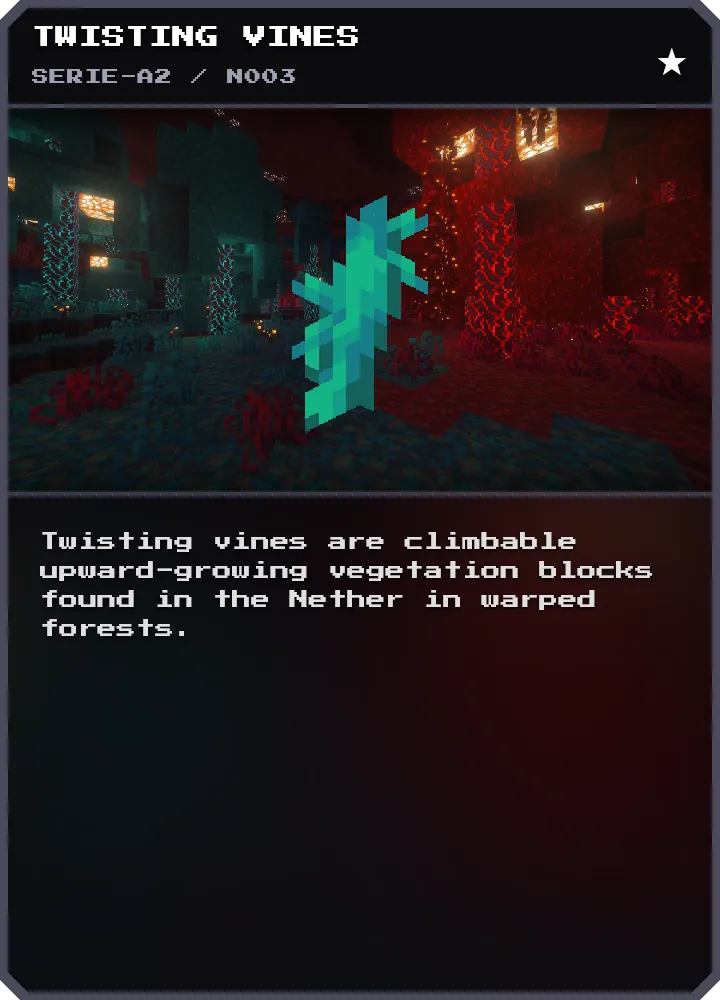 TWISTING VINES
SERIE-A2 / N003
Twisting vines are climbable
upward-growing vegetation blocks
found in the Nether in warped
forests.